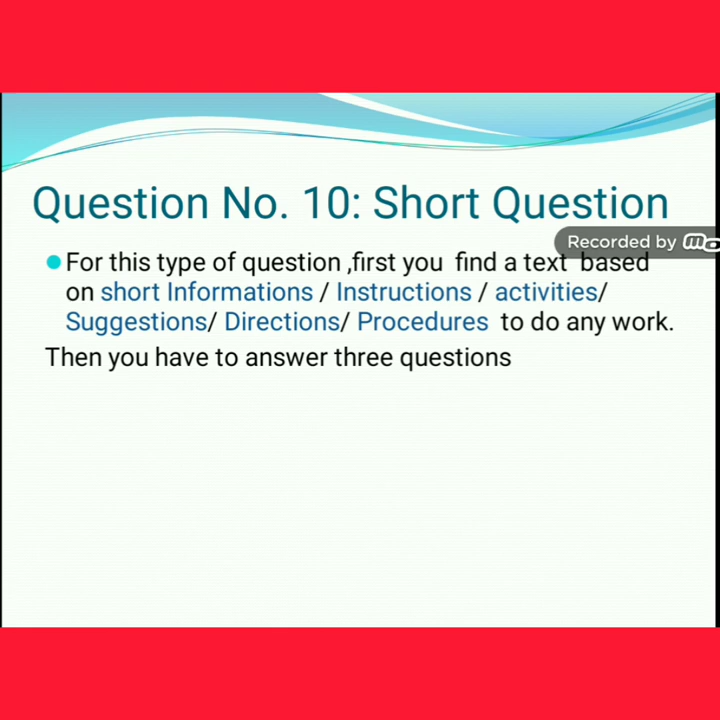 Question No. 10: Short Question
Recorded by
For this type of question ,first you find a text based
on short Informations / Instructions / activities/
Suggestions/ Directions/ Procedures to do any work.
Then you have to answer three questions